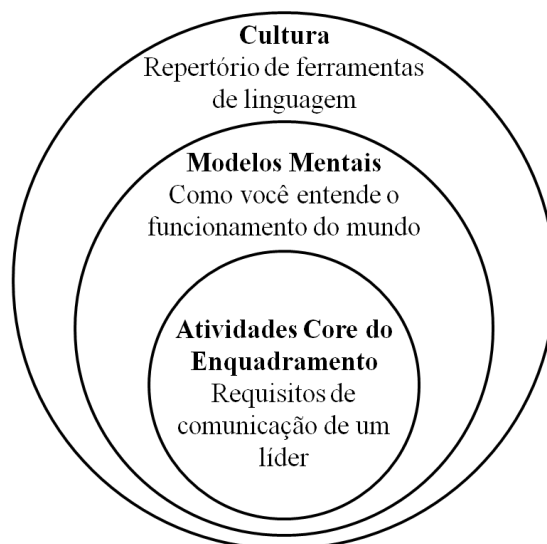 Cultura
Repertório de ferramentas
de linguagem
Modelos Mentais
Como você entende o
funcionamento do mundo
Atividades Core do
Enquadramento
Requisitos de
comunicação de um
líder